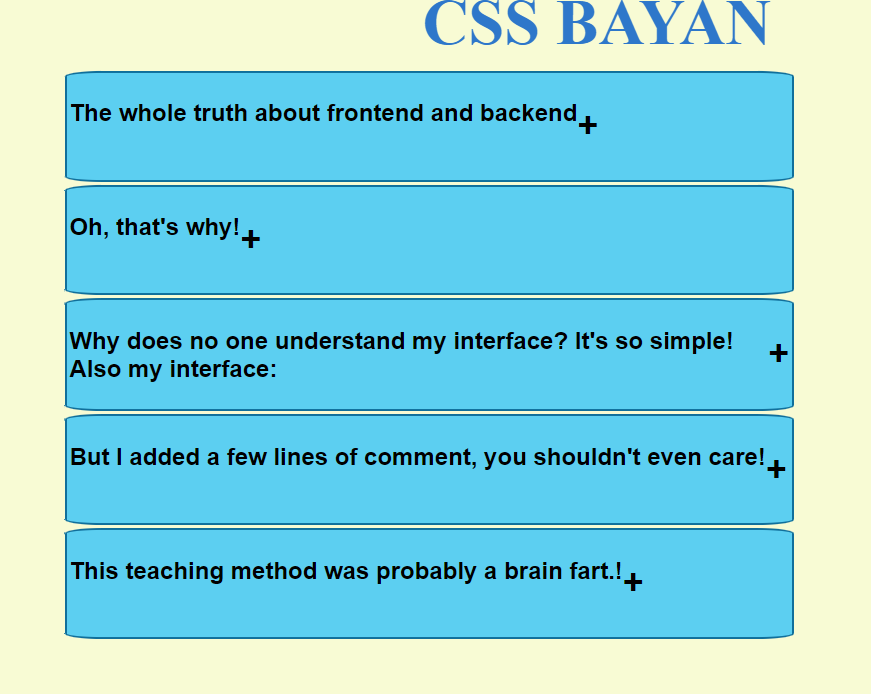 CSS BAYAN
The whole truth about frontend and backend+
Oh, that's why!+
Why does no one understand my interface? It's so simple! +
Also my interface:
But I added a few lines of comment, you shouldn't even care!+
This teaching method was probably a brain fart.!+